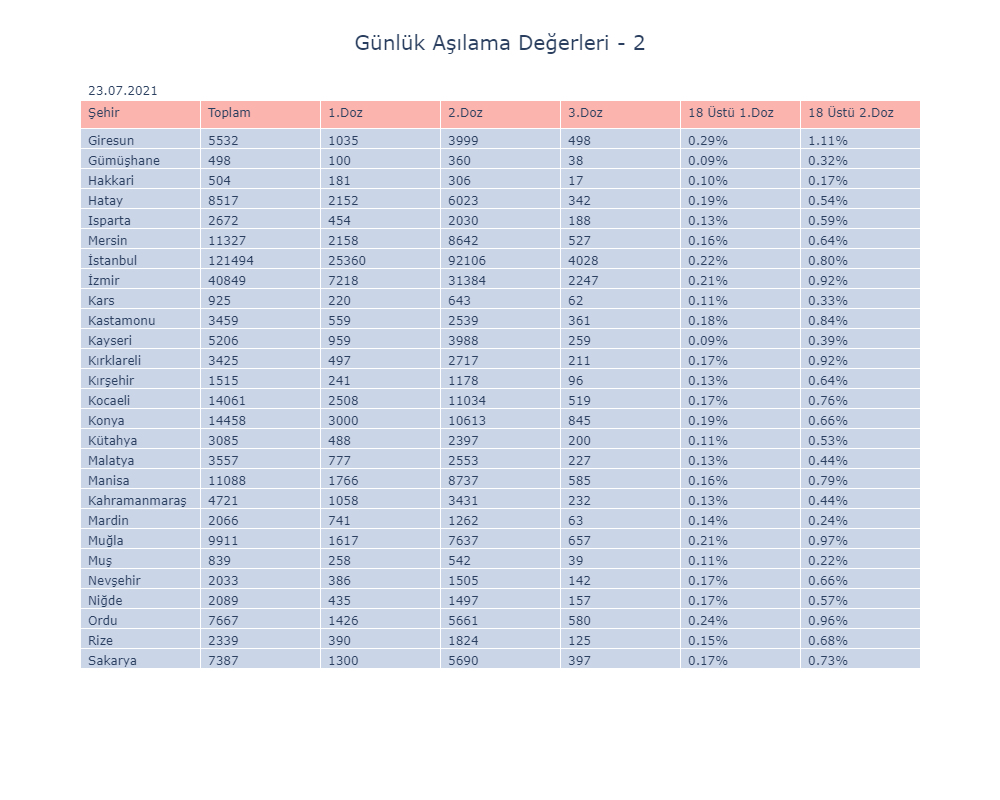 Günlük Aşılama Değerleri - 2
23.07.2021
Şehir Toplam 1.Doz 2.Doz 3.Doz 18 Üstü 1.Doz 18 Üstü 2.Doz
Giresun 5532 1035 3999 498 0.29% 1.11%
Gümüşhane 498 100 360 38 0.09% 0.32%
Hakkari 504 181 306 17 0.10% 0.17%
Hatay 8517 2152 6023 342 0.19% 0.54%
Isparta 2672 454 2030 188 0.13% 0.59%
Mersin 11327 2158 8642 527 0.16% 0.64%
İstanbul 121494 25360 92106 4028 0.22% 0.80%
İzmir 40849 7218 31384 2247 0.21% 0.92%
Kars 925 220 643 62 0.11% 0.33%
Kastamonu 3459 559 2539 361 0.18% 0.84%
Kayseri 5206 959 3988 259 0.09% 0.39%
Kırklareli 3425 497 2717 211 0.17% 0.92%
Kırşehir 1515 241 1178 96 0.13% 0.64%
Kocaeli 14061 2508 11034 519 0.17% 0.76%
Konya 14458 3000 10613 845 0.19% 0.66%
Kütahya 3085 488 2397 200 0.11% 0.53%
Malatya 3557 777 2553 227 0.13% 0.44%
Manisa 11088 1766 8737 585 0.16% 0.79%
Kahramanmaraş 4721 1058 3431 232 0.13% 0.44%
Mardin 2066 741 1262 63 0.14% 0.24%
Muğla 9911 1617 7637 657 0.21% 0.97%
Muş 839 258 542 39 0.11% 0.22%
Nevşehir 2033 386 1505 142 0.17% 0.66%
Niğde 2089 435 1497 157 0.17% 0.57%
Ordu 7667 1426 5661 580 0.24% 0.96%
Rize 2339 390 1824 125 0.15% 0.68%
Sakarya 7387 1300 5690 397 0.17% 0.73%